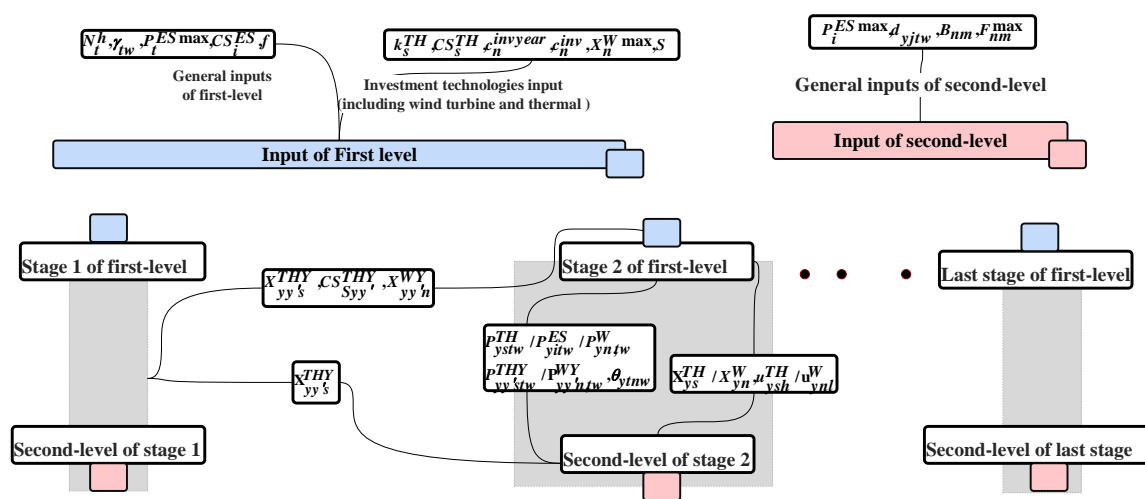 N_t^h, γ_tw, P_t^ES max, CS_i^ES, f
k_s^TH, CS_s^TH, c_n^invyear, c_n^inv, X_n^W max, S
P_i^ES max, d_yjtw, B_nm, F_nm^max
General inputs
of first-level
Investment technologies input
(including wind turbine and thermal )
General inputs of second-level
Input of First level
Input of second-level
Stage 1 of first-level
Stage 2 of first-level
Last stage of first-level
X_yy's^THY, CS_Syy'^THY, X_yy'n^WY
P_ystw^TH / P_yitw^ES / P_yn,tw^W
P_yy'stw^THY / P_yy'n,tw^WY, θ_ytnw
X_ys^TH / X_yn^W, u_ysh^TH / u_ynl^W
X_yy's^THY
Second-level of stage 1
Second-level of stage 2
Second-level of last stage